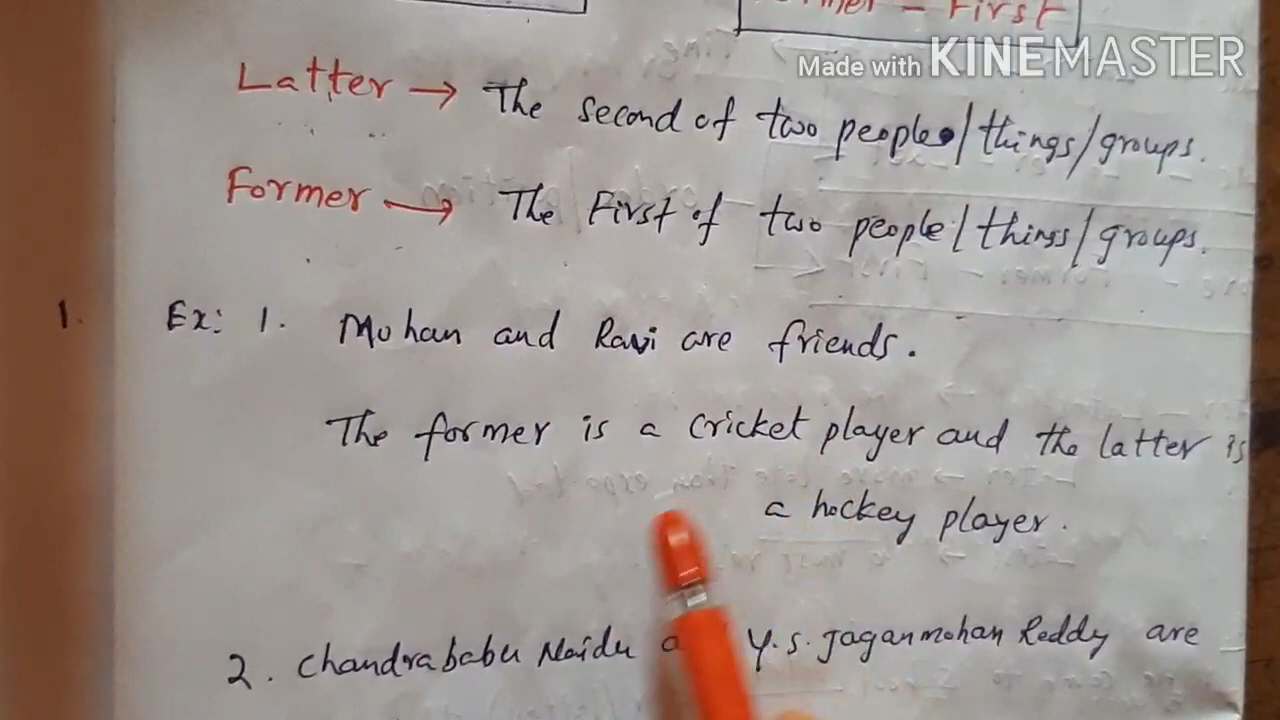 – First
Made with KINEMASTER
Latter → The second of two people/things/groups.
Former → The First of two people/things/groups.
1. Ex: 1. Mohan and Ravi are friends.
The former is a cricket player and the latter is
a hockey player.
2. Chandrababu Naidu Y.S. Jaganmohan Reddy are